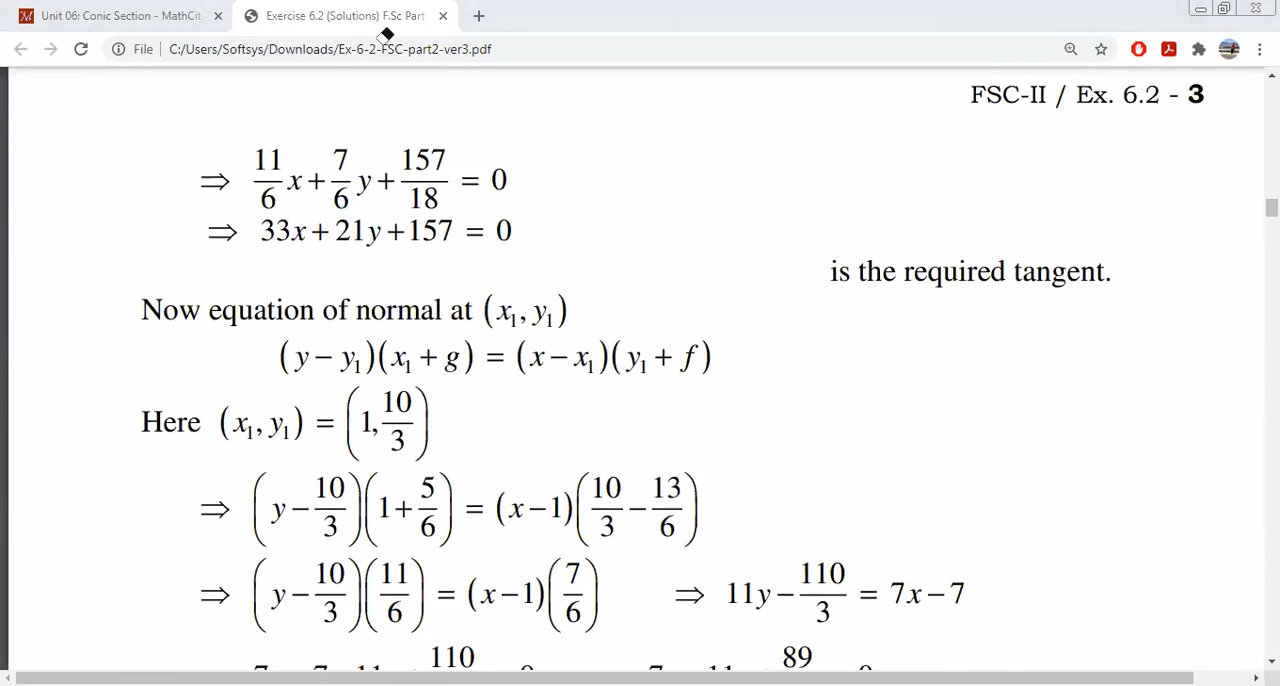 Unit 06: Conic Section - MathCit
Exercise 6.2 (Solutions) F.Sc Part
File | C:/Users/Softsys/Downloads/Ex-6-2-FSC-part2-ver3.pdf
FSC-II / Ex. 6.2 - 3
⇒ 11/6 x + 7/6 y + 157/18 = 0
⇒ 33x + 21y + 157 = 0
is the required tangent.
Now equation of normal at (x₁, y₁)
(y − y₁)(x₁ + g) = (x − x₁)(y₁ + f)
Here (x₁, y₁) = (1, 10/3)
⇒ (y − 10/3)(1 + 5/6) = (x − 1)(10/3 − 13/6)
⇒ (y − 10/3)(11/6) = (x − 1)(7/6) ⇒ 11y − 110/3 = 7x − 7
110 89